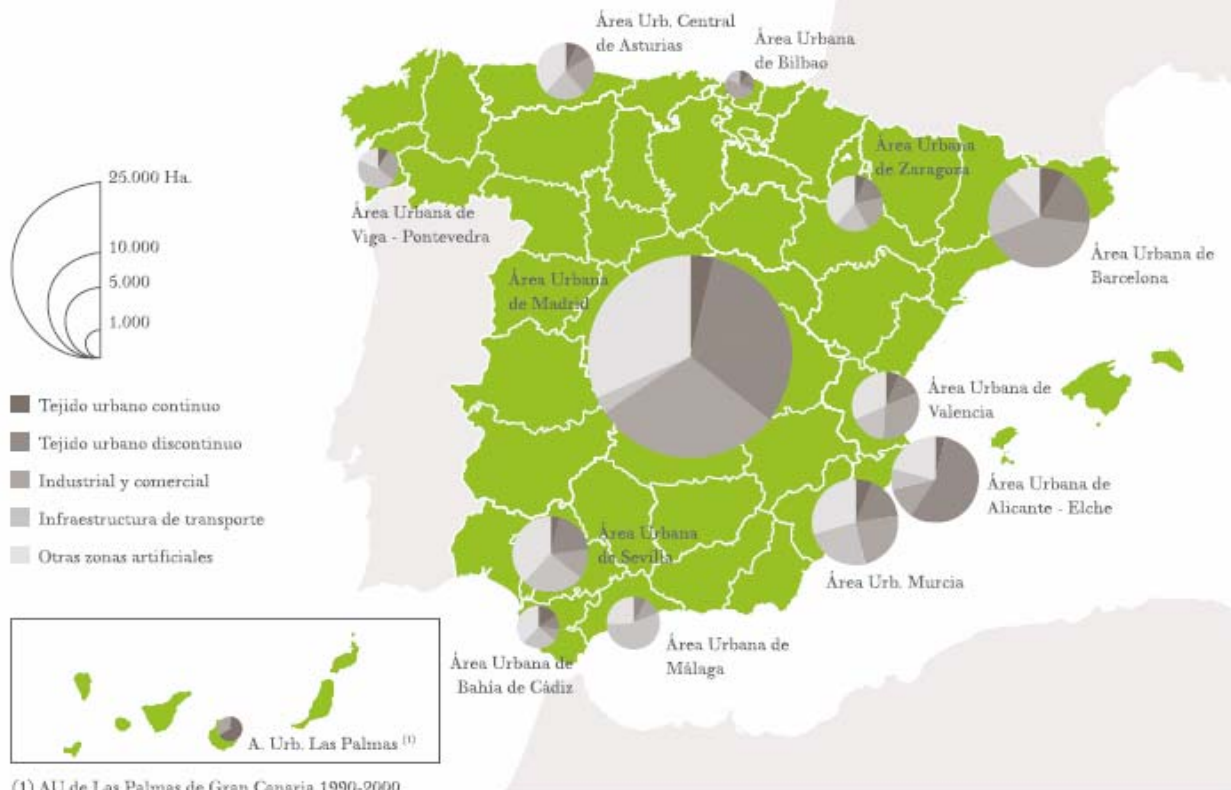 Área Urb. Central
de Asturias
Área Urbana
de Bilbao
Área Urbana
de Zaragoza
25.000 Ha.
10.000
5.000
1.000
Área Urbana de
Viga - Pontevedra
Área Urbana de
Barcelona
Área Urbana
de Madrid
Área Urbana de
Valencia
Tejido urbano continuo
Tejido urbano discontinuo
Industrial y comercial
Infraestructura de transporte
Otras zonas artificiales
Área Urbana de
Alicante - Elche
Área Urbana
de Sevilla
Área Urb. Murcia
Área Urbana de
Bahía de Cádiz
Área Urbana de
Málaga
A. Urb. Las Palmas (1)
(1) AU de Las Palmas de Gran Canaria 1990-2000